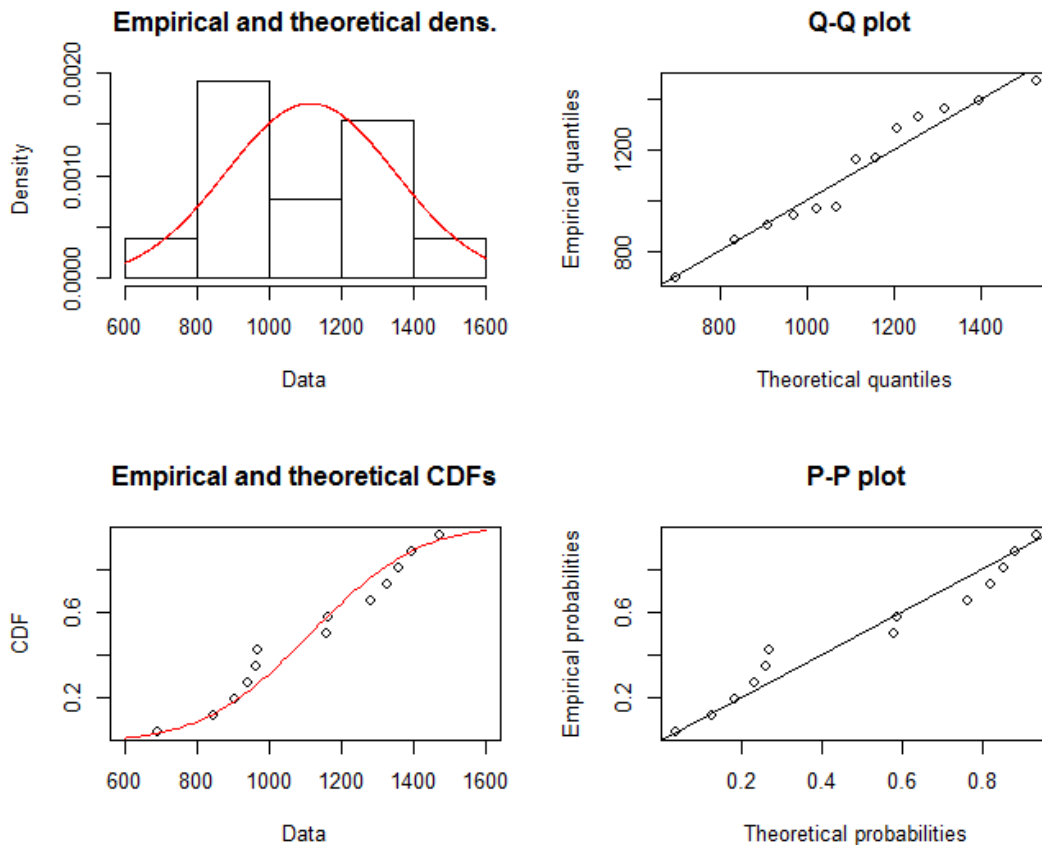 Empirical and theoretical dens.
Density
0.0000 0.0010 0.0020
600 800 1000 1200 1400 1600
Data
Q-Q plot
Empirical quantiles
800 1200
800 1000 1200 1400
Theoretical quantiles
Empirical and theoretical CDFs
CDF
0.2 0.6
600 800 1000 1200 1400 1600
Data
P-P plot
Empirical probabilities
0.2 0.6
0.2 0.4 0.6 0.8
Theoretical probabilities